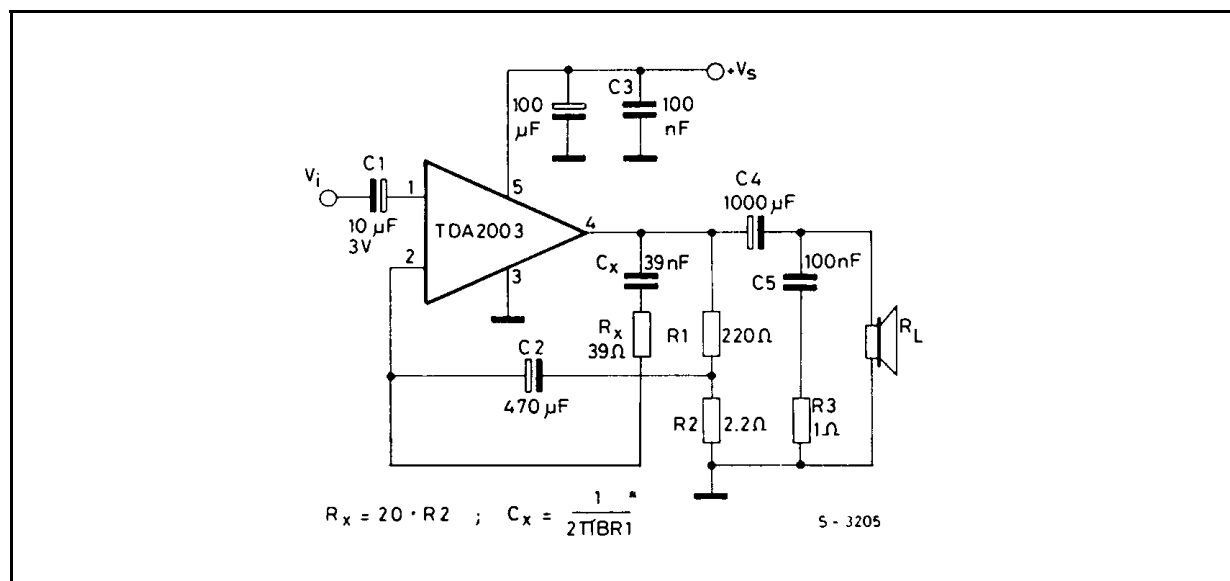 +Vs
C3
100
µF
100
nF
C1
Vi
1
5
10 µF
3V
TDA2003
4
2
3
C4
1000 µF
Cx
39nF
100nF
C5
Rx
39Ω
R1
220Ω
RL
C2
470 µF
R2
2.2Ω
R3
1Ω
Rx = 20 · R2 ; Cx = 1 / 2πBR1 *
S - 3205